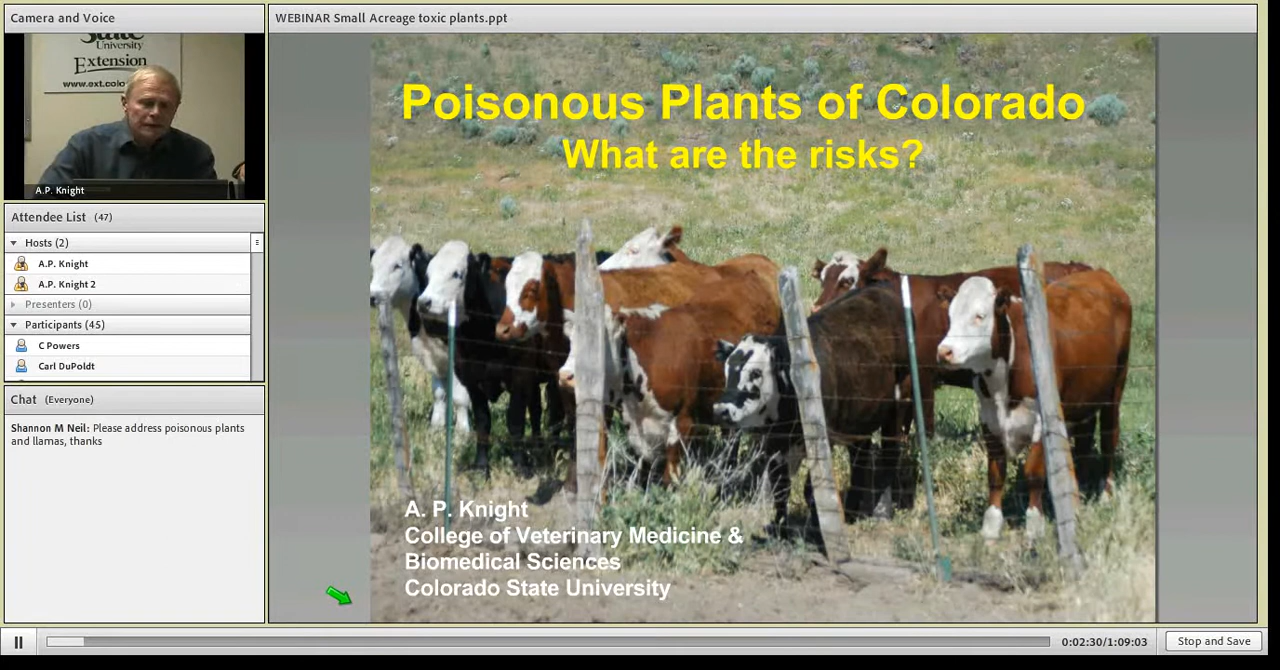 Camera and Voice
State
University
Extension
A.P. Knight
Attendee List (47)
Hosts (2)
A.P. Knight
A.P. Knight 2
Presenters (0)
Participants (45)
C Powers
Carl DuPoldt
Chat (Everyone)
Shannon M Neil: Please address poisonous plants
and llamas, thanks
WEBINAR Small Acreage toxic plants.ppt
Poisonous Plants of Colorado
What are the risks?
A. P. Knight
College of Veterinary Medicine &
Biomedical Sciences
Colorado State University
0:02:30/1:09:03
Stop and Save